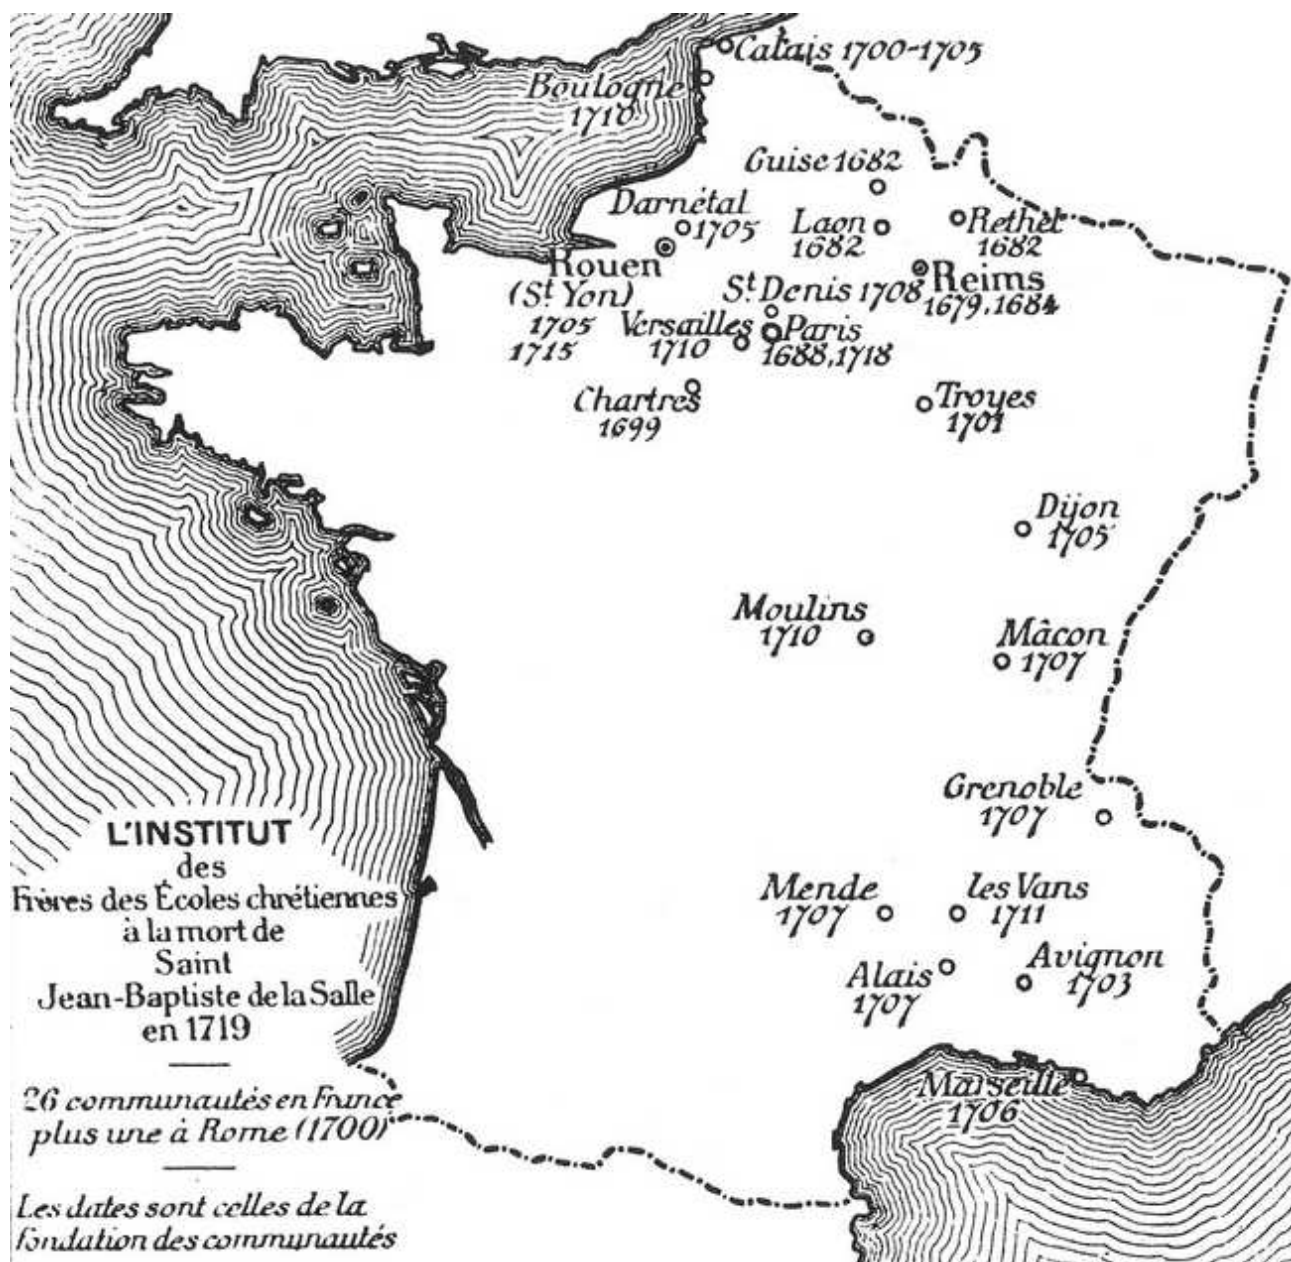 Calais 1700-1705
Boulogne
1710
Guise 1682
Darnétal
1705
Laon
1682
Rethel
1682
Rouen
(St Yon)
1705
1715
Reims
1679, 1684
St Denis 1708
Versailles
1710
Paris
1688, 1718
Chartres
1699
Troyes
1701
Dijon
1705
Moulins
1710
Mâcon
1707
Grenoble
1707
Mende
1707
les Vans
1711
Alais
1707
Avignon
1703
Marseille
1706
L'INSTITUT
des
Frères des Écoles chrétiennes
à la mort de
Saint
Jean-Baptiste de la Salle
en 1719
26 communautés en France
plus une à Rome (1700)
Les dates sont celles de la
fondation des communautés